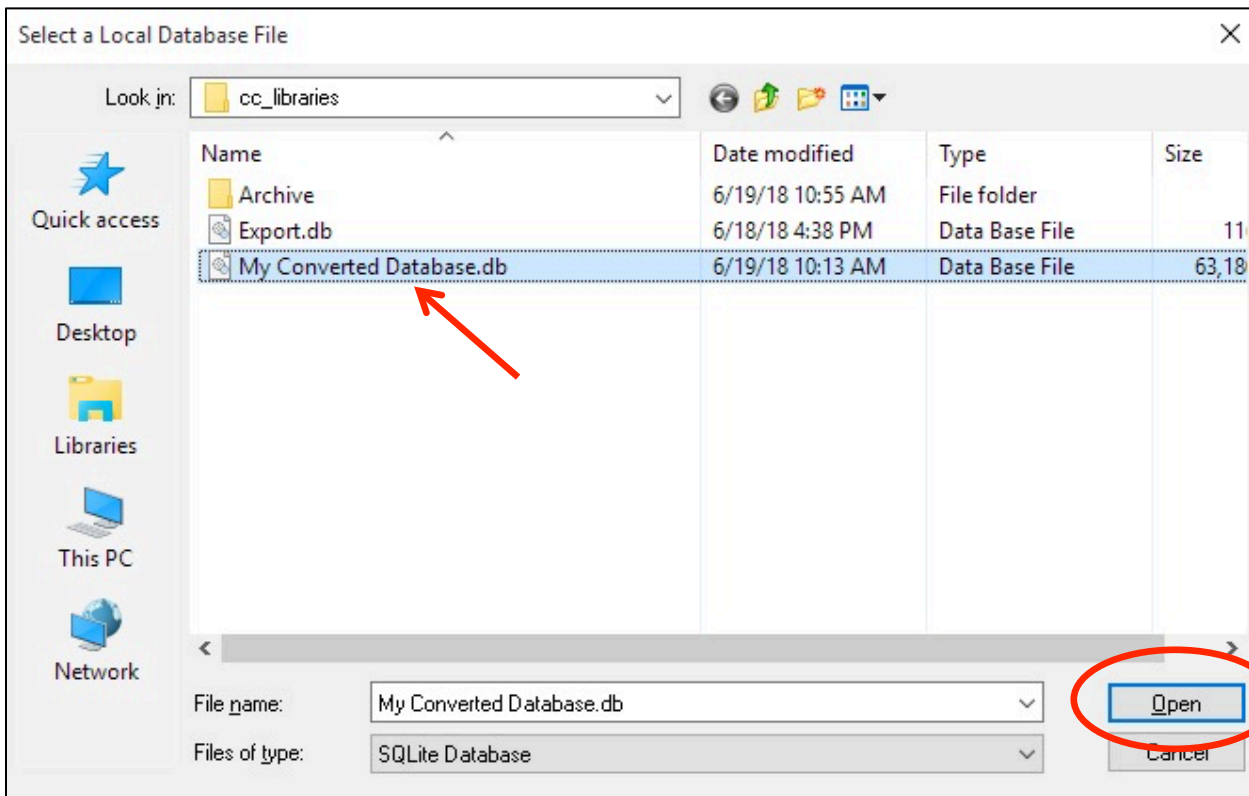 Select a Local Database File
Look in: cc_libraries
Name Date modified Type Size
Archive 6/19/18 10:55 AM File folder
Export.db 6/18/18 4:38 PM Data Base File
My Converted Database.db 6/19/18 10:13 AM Data Base File 63,18
Quick access
Desktop
Libraries
This PC
Network
File name: My Converted Database.db Open
Files of type: SQLite Database Cancel